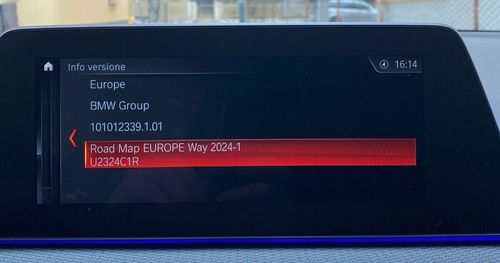 Info versione
16:14
Europe
BMW Group
101012339.1.01
Road Map EUROPE Way 2024-1
U2324C1R